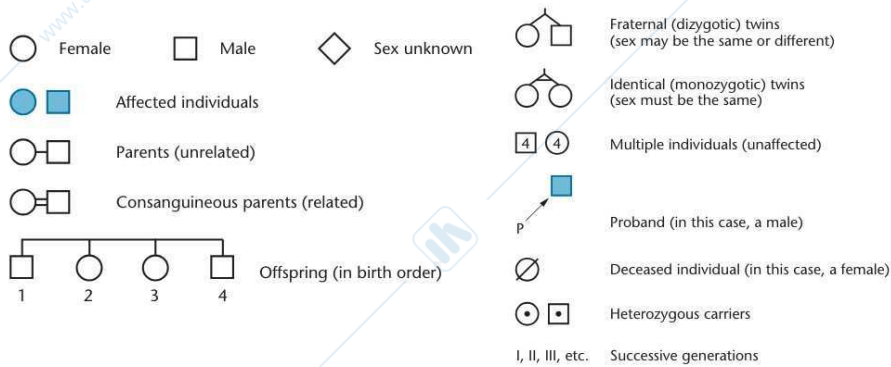 Female
Male
Sex unknown
Affected individuals
Parents (unrelated)
Consanguineous parents (related)
Offspring (in birth order)
1 2 3 4
Fraternal (dizygotic) twins
(sex may be the same or different)
Identical (monozygotic) twins
(sex must be the same)
4 4
Multiple individuals (unaffected)
P
Proband (in this case, a male)
Deceased individual (in this case, a female)
Heterozygous carriers
I, II, III, etc.
Successive generations